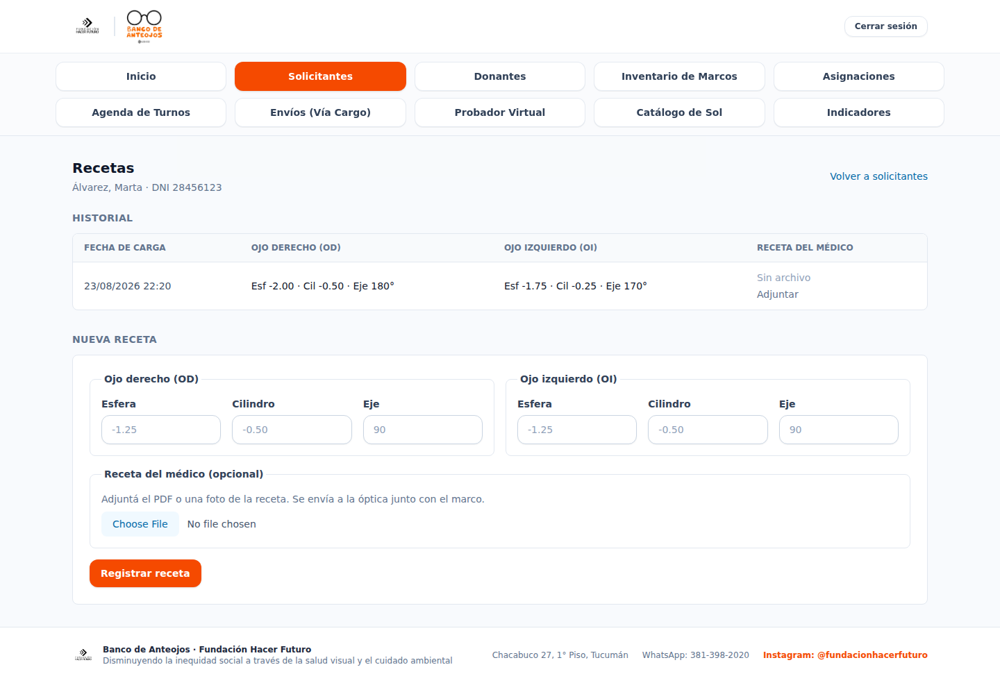 FUNDACIÓN
HACER FUTURO
BANCO DE
ANTEOJOS
Cerrar sesión
Inicio
Solicitantes
Donantes
Inventario de Marcos
Asignaciones
Agenda de Turnos
Envíos (Vía Cargo)
Probador Virtual
Catálogo de Sol
Indicadores
Recetas
Álvarez, Marta · DNI 28456123
Volver a solicitantes
HISTORIAL
FECHA DE CARGA OJO DERECHO (OD) OJO IZQUIERDO (OI) RECETA DEL MÉDICO
23/08/2026 22:20 Esf -2.00 · Cil -0.50 · Eje 180° Esf -1.75 · Cil -0.25 · Eje 170° Sin archivo
Adjuntar
NUEVA RECETA
Ojo derecho (OD)
Esfera Cilindro Eje
-1.25 -0.50 90
Ojo izquierdo (OI)
Esfera Cilindro Eje
-1.25 -0.50 90
Receta del médico (opcional)
Adjuntá el PDF o una foto de la receta. Se envía a la óptica junto con el marco.
Choose File No file chosen
Registrar receta
FUNDACIÓN
HACER FUTURO
Banco de Anteojos · Fundación Hacer Futuro
Disminuyendo la inequidad social a través de la salud visual y el cuidado ambiental
Chacabuco 27, 1° Piso, Tucumán
WhatsApp: 381-398-2020
Instagram: @fundacionhacerfuturo